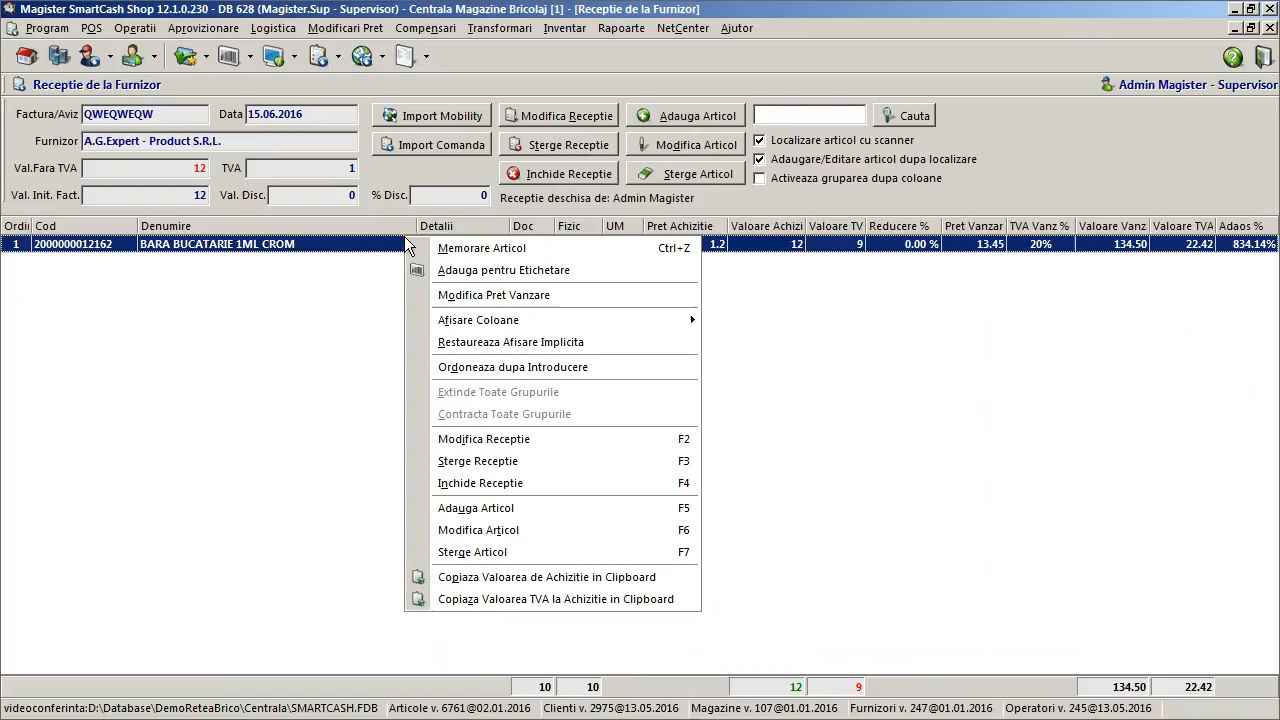 Magister SmartCash Shop 12.1.0.230 - DB 628 (Magister.Sup - Supervisor) - Centrala Magazine Bricolaj [1] - [Receptie de la Furnizor]
Program POS Operatii Aprovizionare Logistica Modificari Pret Compensari Transformari Inventar Rapoarte NetCenter Ajutor
Receptie de la Furnizor Admin Magister - Supervisor
Factura/Aviz QWEQWEQW Data 15.06.2016 Import Mobility Modifica Receptie Adauga Articol Cauta
Furnizor A.G.Expert - Product S.R.L. Import Comanda Sterge Receptie Modifica Articol Localizare articol cu scanner
Adaugare/Editare articol dupa localizare
Val.Fara TVA 12 TVA 1 Inchide Receptie Sterge Articol Activeaza gruparea dupa coloane
Val. Init. Fact. 12 Val. Disc. 0 % Disc. 0 Receptie deschisa de: Admin Magister
Ordii Cod Denumire Detalii Doc Fizic UM Pret Achizitie Valoare Achizi Valoare TV Reducere % Pret Vanzar TVA Vanz % Valoare Vanz Valoare TVA Adaos %
1 2000000012162 BARA BUCATARIE 1ML CROM 1.2 12 9 0.00 % 13.45 20% 134.50 22.42 834.14%
Memorare Articol Ctrl+Z
Adauga pentru Etichetare
Modifica Pret Vanzare
Afisare Coloane
Restaureaza Afisare Implicita
Ordoneaza dupa Introducere
Extinde Toate Grupurile
Contracta Toate Grupurile
Modifica Receptie F2
Sterge Receptie F3
Inchide Receptie F4
Adauga Articol F5
Modifica Articol F6
Sterge Articol F7
Copiaza Valoarea de Achizitie in Clipboard
Copiaza Valoarea TVA la Achizitie in Clipboard
10 10 12 9 134.50 22.42
videoconferinta:D:\Database\DemoReteaBrico\Centrala\SMARTCASH.FDB Articole v. 6761@02.01.2016 Clienti v. 2975@13.05.2016 Magazine v. 107@01.01.2016 Furnizori v. 247@01.01.2016 Operatori v. 245@13.05.2016